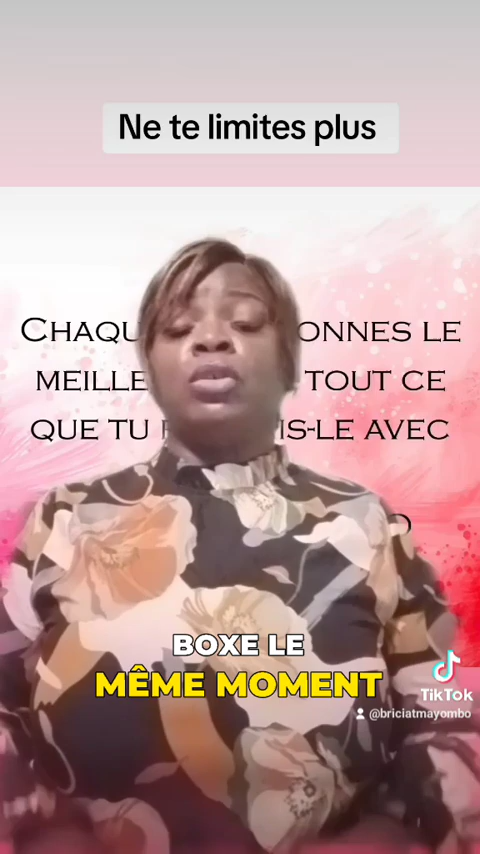 Ne te limites plus
CHAQU ONNES LE
MEILLE TOUT CE
QUE TU IS-LE AVEC
BOXE LE
MÊME MOMENT
TikTok
@briciatmayombo